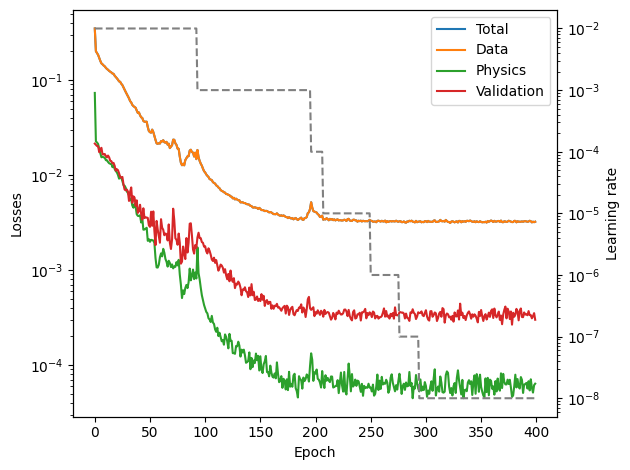 Total
Data
Physics
Validation
10⁻¹
10⁻²
10⁻³
10⁻⁴
Losses
10⁻²
10⁻³
10⁻⁴
10⁻⁵
10⁻⁶
10⁻⁷
10⁻⁸
Learning rate
0 50 100 150 200 250 300 350 400
Epoch